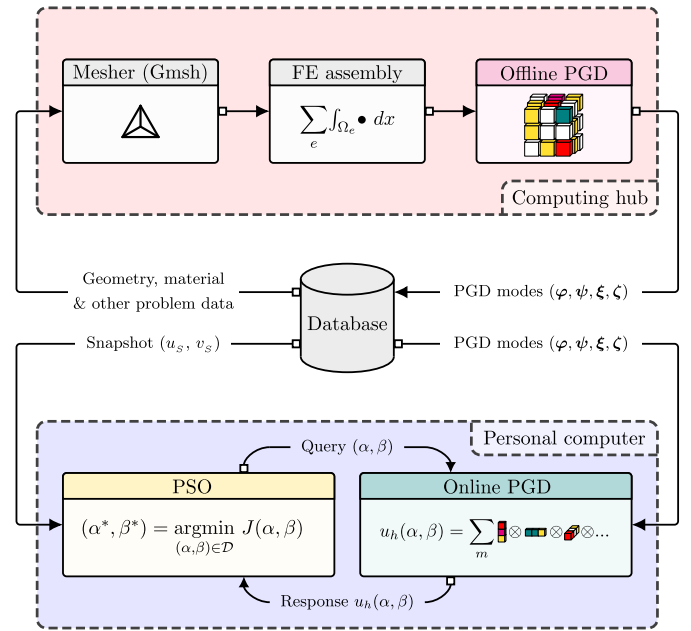 Mesher (Gmsh)
FE assembly
Offline PGD
∑_e ∫_{Ω_e} • dx
Computing hub
Geometry, material
& other problem data
Database
PGD modes (φ, ψ, ξ, ζ)
Snapshot (u_S, v_S)
PGD modes (φ, ψ, ξ, ζ)
Personal computer
Query (α, β)
PSO
Online PGD
(α*, β*) = argmin J(α, β)
(α,β)∈𝒟
u_h(α, β) = ∑_m ⊗ ⊗ ⊗...
Response u_h(α, β)